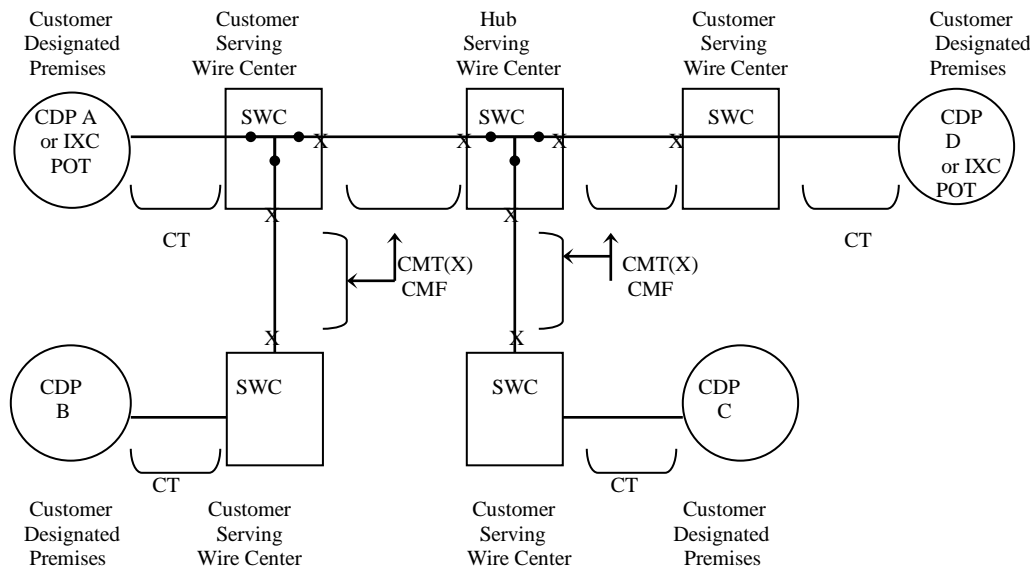 Customer Designated Premises
Customer Serving Wire Center
Hub Serving Wire Center
Customer Serving Wire Center
Customer Designated Premises
CDP A
or IXC
POT
SWC
SWC
SWC
CDP
D
or IXC
POT
X
X
X
X
X
X
CT
CMT(X)
CMF
CMT(X)
CMF
CT
X
X
CDP
B
SWC
SWC
CDP
C
CT
CT
Customer Designated Premises
Customer Serving Wire Center
Customer Serving Wire Center
Customer Designated Premises